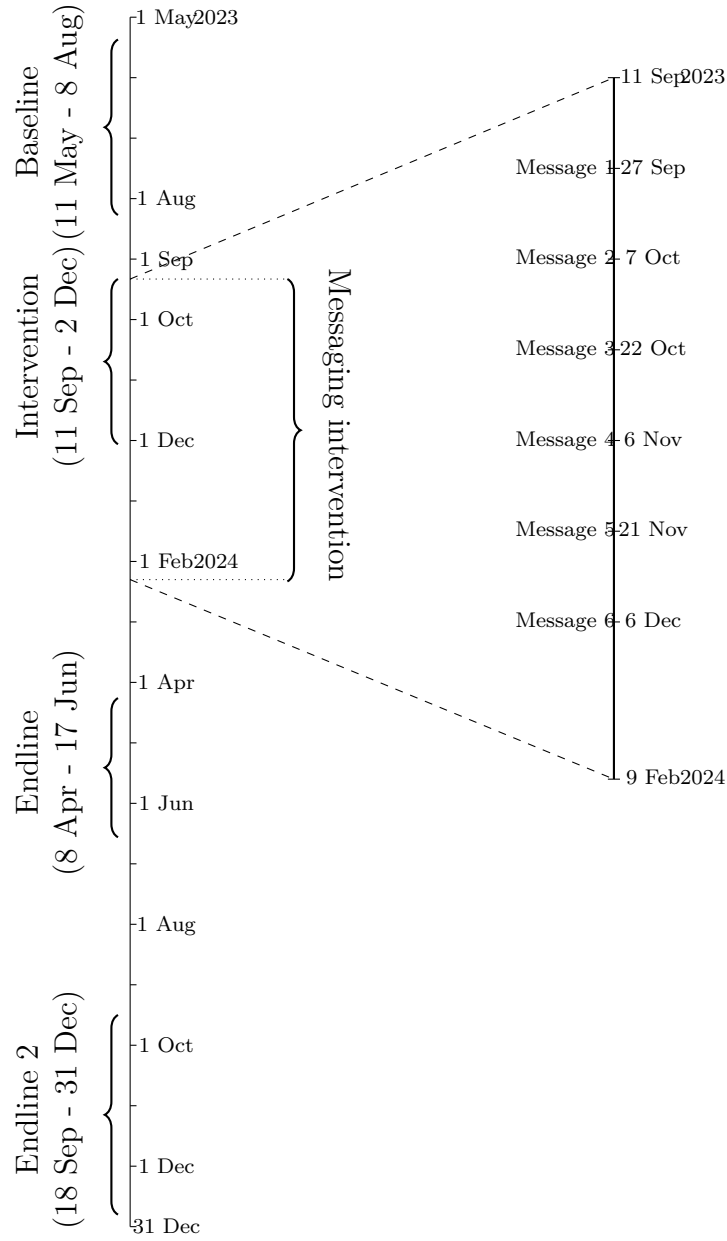 Baseline
(11 May - 8 Aug)
Intervention
(11 Sep - 2 Dec)
Endline
(8 Apr - 17 Jun)
Endline 2
(18 Sep - 31 Dec)
1 May2023
1 Aug
1 Sep
1 Oct
1 Dec
1 Feb2024
1 Apr
1 Jun
1 Aug
1 Oct
1 Dec
31 Dec
Messaging intervention
11 Sep2023
Message 1 27 Sep
Message 2 7 Oct
Message 3 22 Oct
Message 4 6 Nov
Message 5 21 Nov
Message 6 6 Dec
9 Feb2024